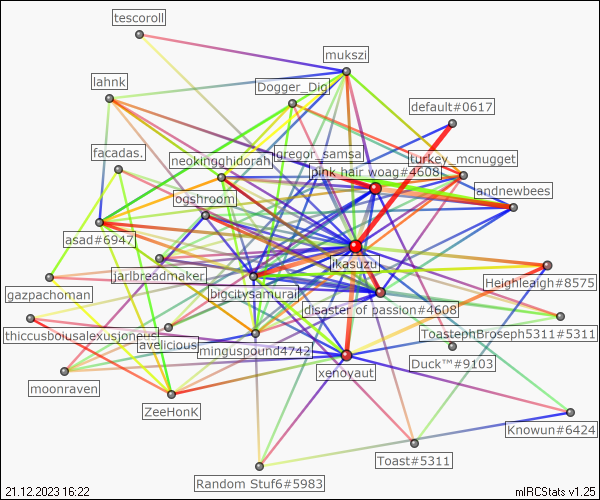 tescoroll
mukszi
lahnk
Dogger_Dig
default#0617
facadas.
neokingghidorah
gregor_samsa
turkey_mcnugget
pink hair woag#4608
andnewbees
ogshroom
asad#6947
ikasuzu
jarlbreadmaker
bigcitysamurai
Heighleaigh#8575
gazpachoman
disaster of passion#4608
thiccusboiusalexusjoneus
avelicious
minguspound4742
ToastephBroseph5311#5311
xenoyaut
Duck™#9103
moonraven
ZeeHonK
Knowun#6424
Toast#5311
Random Stuf6#5983
21.12.2023 16:22
mIRCStats v1.25